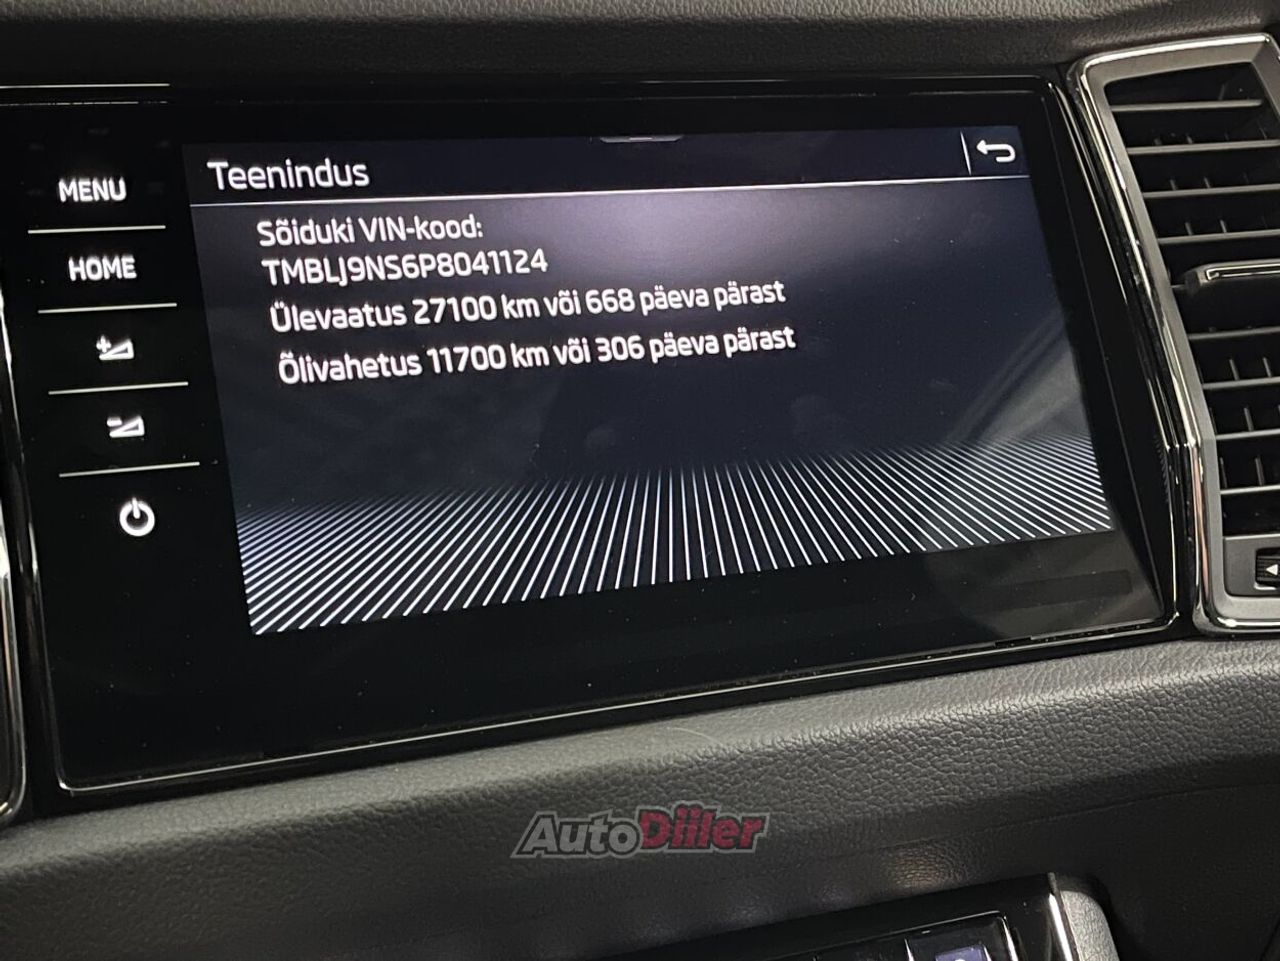 Teenindus
MENU
HOME
Sõiduki VIN-kood:
TMBLJ9NS6P8041124
Ülevaatus 27100 km või 668 päeva pärast
Õlivahetus 11700 km või 306 päeva pärast
AutoDiiler